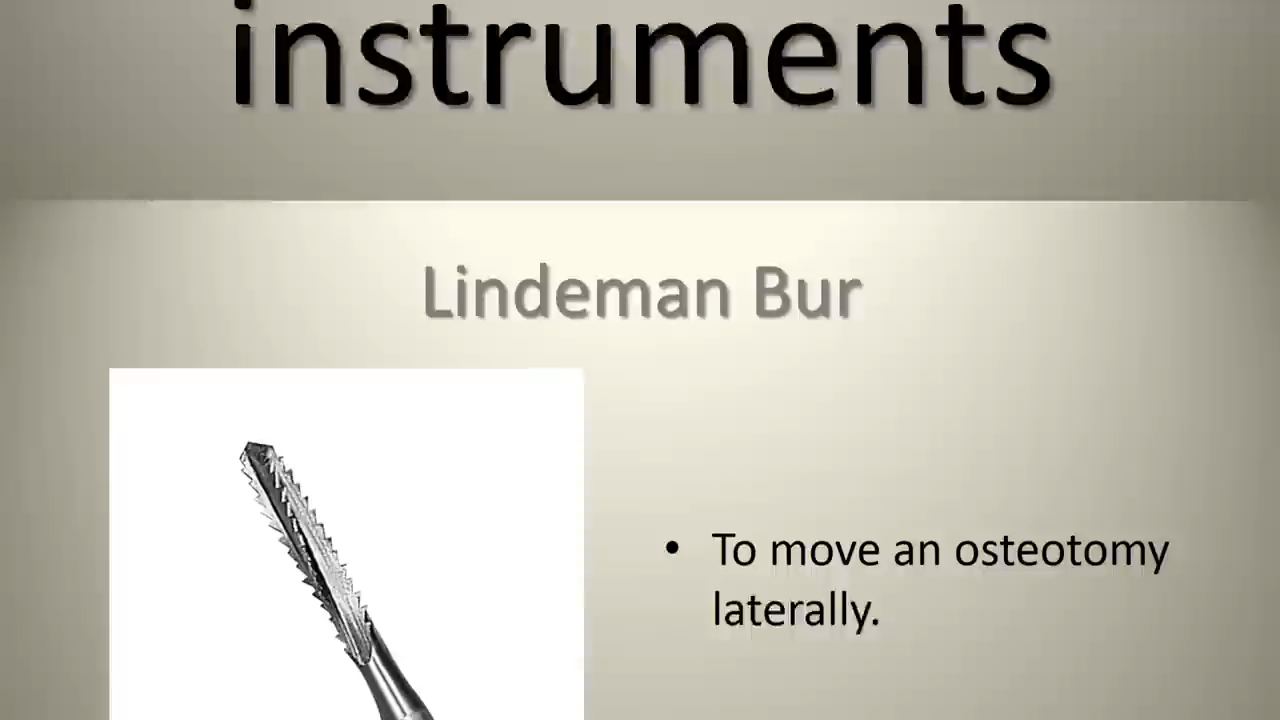 instruments
Lindeman Bur
• To move an osteotomy
laterally.